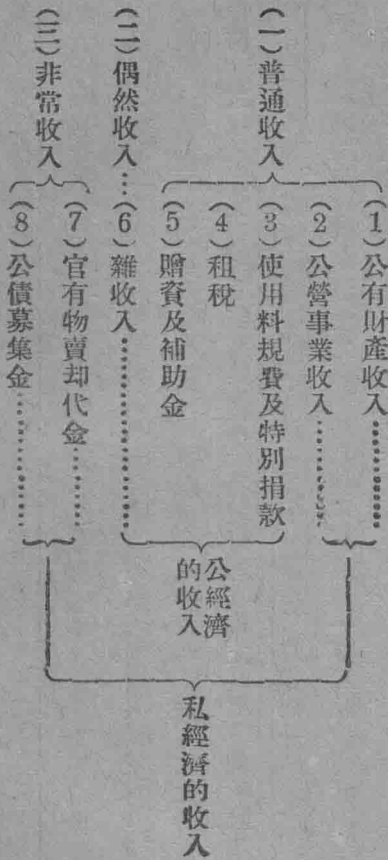 (一)普通收入
(1)公有財產收入…………
(2)公營事業收入…………
(3)使用料規費及特別捐款
(4)租稅
(5)贈資及補助金
(二)偶然收入…(6)雜收入…………
(三)非常收入
(7)官有物賣却代金…………
(8)公債募集金…………
公經濟
的收入
私經濟的收入